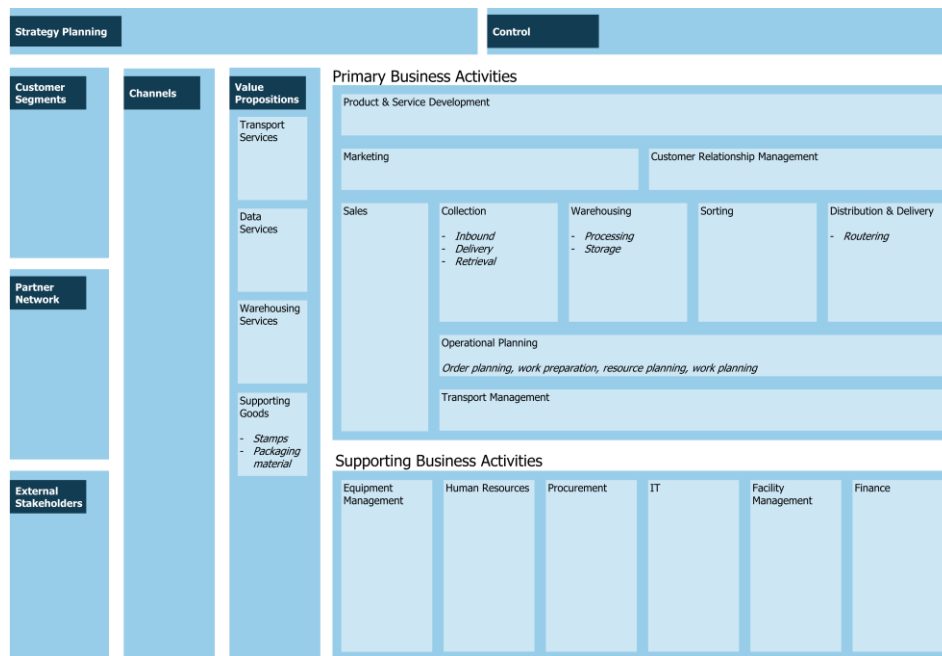 Strategy Planning
Control
Customer
Segments
Partner
Network
External
Stakeholders
Channels
Value
Propositions
Transport
Services
Data
Services
Warehousing
Services
Supporting
Goods
- Stamps
- Packaging
material
Primary Business Activities
Product & Service Development
Marketing
Customer Relationship Management
Sales
Collection
- Inbound
- Delivery
- Retrieval
Warehousing
- Processing
- Storage
Sorting
Distribution & Delivery
- Routering
Operational Planning
Order planning, work preparation, resource planning, work planning
Transport Management
Supporting Business Activities
Equipment
Management
Human Resources
Procurement
IT
Facility
Management
Finance